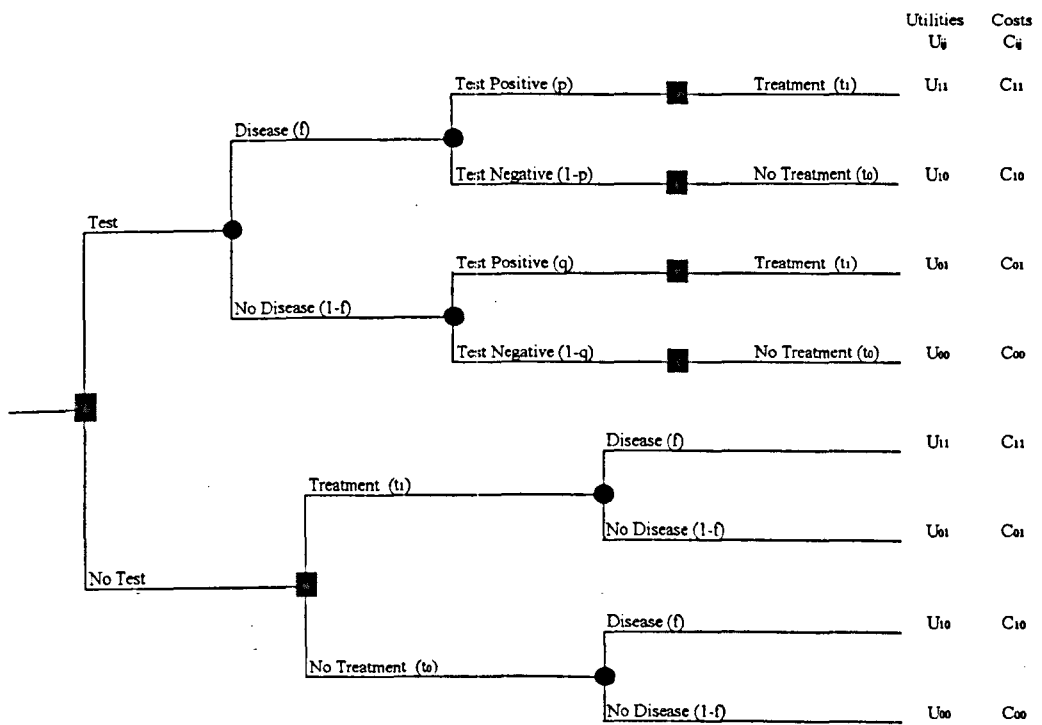 Utilities Costs
Uij Cij
Test Positive (p) Treatment (t1) U11 C11
Disease (f)
Test Negative (1-p) No Treatment (t0) U10 C10
Test
Test Positive (q) Treatment (t1) U01 C01
No Disease (1-f)
Test Negative (1-q) No Treatment (t0) U00 C00
Disease (f) U11 C11
Treatment (t1)
No Disease (1-f) U01 C01
No Test
Disease (f) U10 C10
No Treatment (t0)
No Disease (1-f) U00 C00